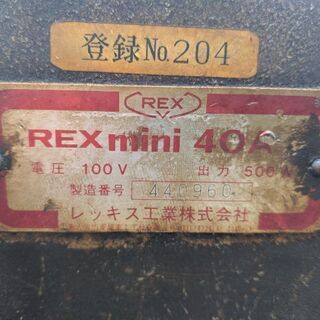 登録No.204
REX
REX mini 40A
電圧 100V 出力 500W
製造番号 440960
レッキス工業株式会社